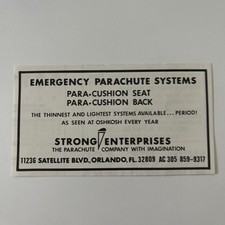 EMERGENCY PARACHUTE SYSTEMS
PARA-CUSHION SEAT
PARA-CUSHION BACK
THE THINNEST AND LIGHTEST SYSTEMS AVAILABLE... PERIOD!
AS SEEN AT OSHKOSH EVERY YEAR
STRONG ENTERPRISES
THE PARACHUTE COMPANY WITH IMAGINATION
11236 SATELLITE BLVD, ORLANDO, FL. 32809 AC 305 859-9317